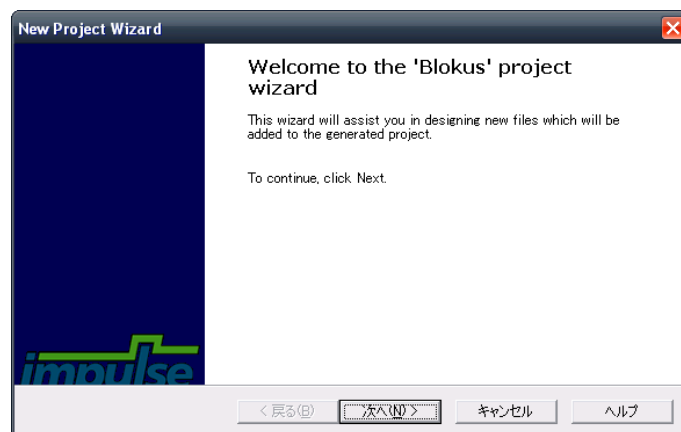 New Project Wizard
Welcome to the 'Blokus' project
wizard
This wizard will assist you in designing new files which will be
added to the generated project.
To continue, click Next.
impulse
< 戻る(B) 次へ(N) > キャンセル ヘルプ